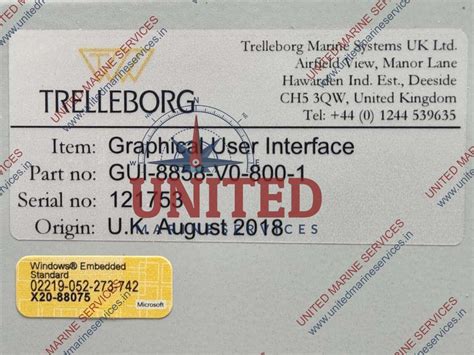 TRELLEBORG
Trelleborg Marine Systems UK Ltd.
Airfield View, Manor Lane
Hawarden Ind. Est., Deeside
CH5 3QW, United Kingdom
Tel: +44 (0) 1244 539635
Item: Graphical User Interface
Part no: GUI-8858-V0-800-1
Serial no: 121753
Origin: U.K. August 2018
UNITED
MARINE SERVICES
Windows® Embedded
Standard
02219-052-273-742
X20-88075
Microsoft
UNITED MARINE SERVICES
www.unitedmarineservices.in